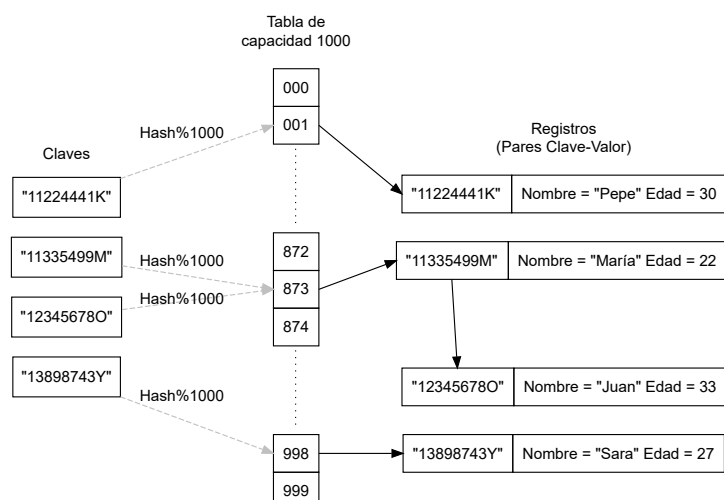 Tabla de
capacidad 1000
000
001
Hash%1000
Registros
(Pares Clave-Valor)
Claves
"11224441K"
"11224441K" Nombre = "Pepe" Edad = 30
"11335499M"
Hash%1000
872
"11335499M" Nombre = "María" Edad = 22
873
Hash%1000
"12345678O"
874
"13898743Y"
Hash%1000
"12345678O" Nombre = "Juan" Edad = 33
998
"13898743Y" Nombre = "Sara" Edad = 27
999